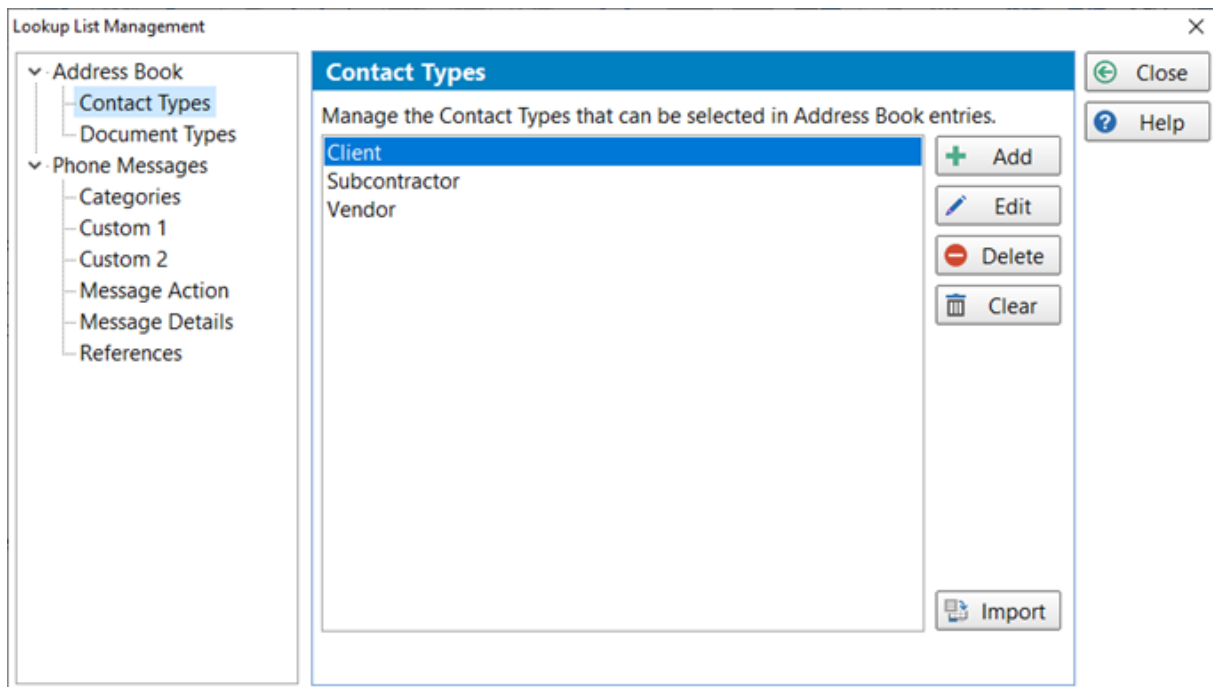 Lookup List Management
Address Book
Contact Types
Document Types
Phone Messages
Categories
Custom 1
Custom 2
Message Action
Message Details
References
Contact Types
Manage the Contact Types that can be selected in Address Book entries.
Client
Subcontractor
Vendor
Add
Edit
Delete
Clear
Import
Close
Help